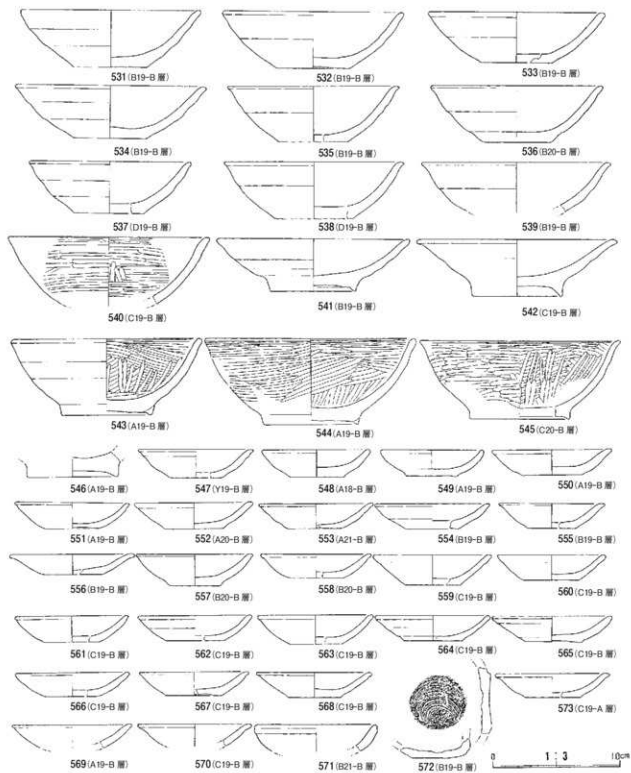 531(B19-B層) 532(B19-B層) 533(B19-B層)
534(B19-B層) 535(B19-B層) 536(B20-B層)
537(D19-B層) 538(D19-B層) 539(B19-B層)
540(C19-B層) 541(B19-B層) 542(C19-B層)
543(A19-B層) 544(A19-B層) 545(C20-B層)
546(A19-B層) 547(Y19-B層) 548(A18-B層) 549(A19-B層) 550(A19-B層)
551(A19-B層) 552(A20-B層) 553(A21-B層) 554(B19-B層) 555(B19-B層)
556(B19-B層) 557(B20-B層) 558(B20-B層) 559(C19-B層) 560(C19-B層)
561(C19-B層) 562(C19-B層) 563(C19-B層) 564(C19-B層) 565(C19-B層)
566(C19-B層) 567(C19-B層) 568(C19-B層) 573(C19-A層)
569(A19-B層) 570(C19-B層) 571(B21-B層) 572(B19-B層)
0 1:3 10cm